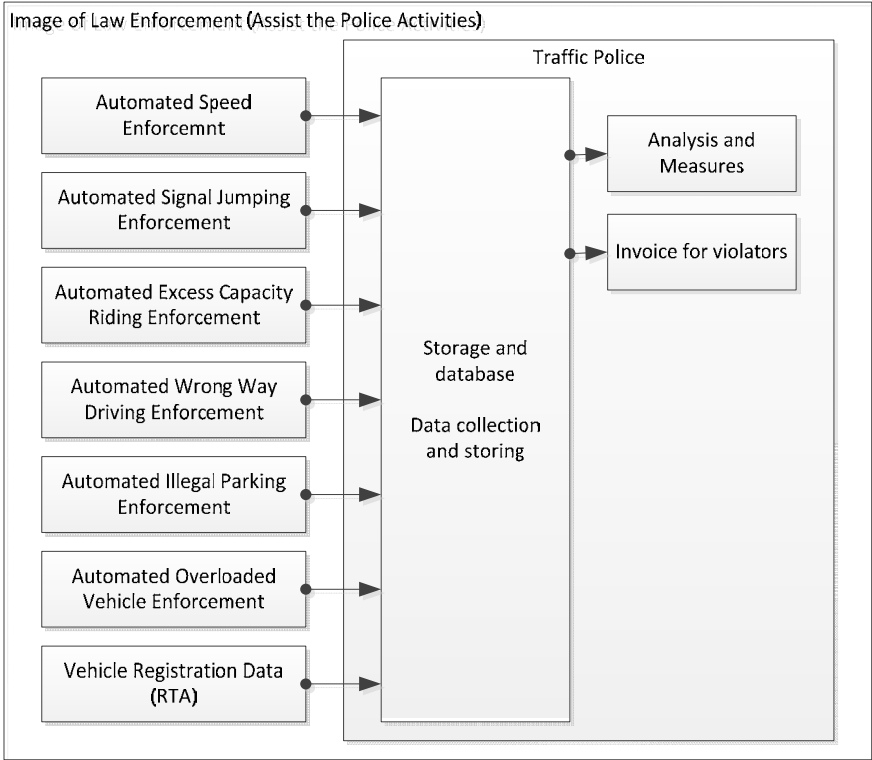 Image of Law Enforcement (Assist the Police Activities)
Traffic Police
Automated Speed
Enforcemnt
Automated Signal Jumping
Enforcement
Automated Excess Capacity
Riding Enforcement
Automated Wrong Way
Driving Enforcement
Automated Illegal Parking
Enforcement
Automated Overloaded
Vehicle Enforcement
Vehicle Registration Data
(RTA)
Storage and
database
Data collection
and storing
Analysis and
Measures
Invoice for violators